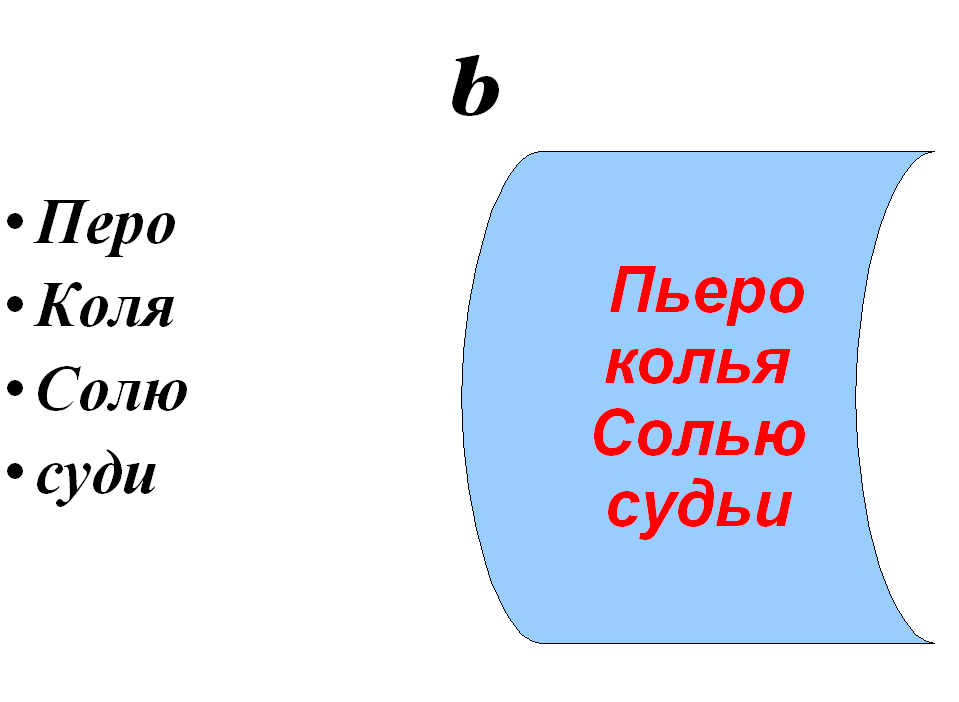 ь
• Перо
• Коля
• Солю
• суди
Пьеро
колья
Солью
судьи